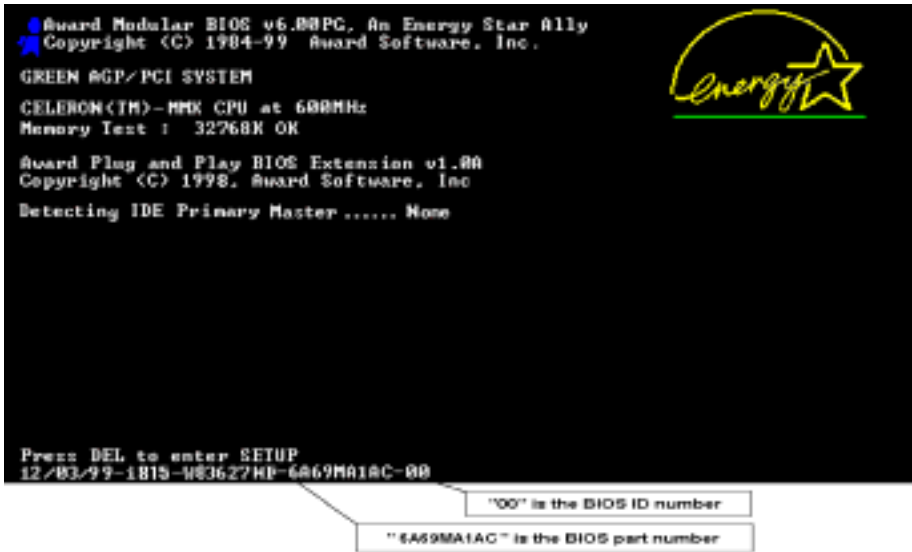 Award Modular BIOS v6.00PG, An Energy Star Ally
Copyright (C) 1984-99 Award Software, Inc.
energy
GREEN AGP/PCI SYSTEM
CELERON(TM)-MMX CPU at 600MHz
Memory Test : 32768K OK
Award Plug and Play BIOS Extension v1.0A
Copyright (C) 1998, Award Software, Inc
Detecting IDE Primary Master ...... None
Press DEL to enter SETUP
12/03/99-i815-W83627HF-6A69MA1AC-00
"00" is the BIOS ID number
"6A69MA1AC" is the BIOS part number